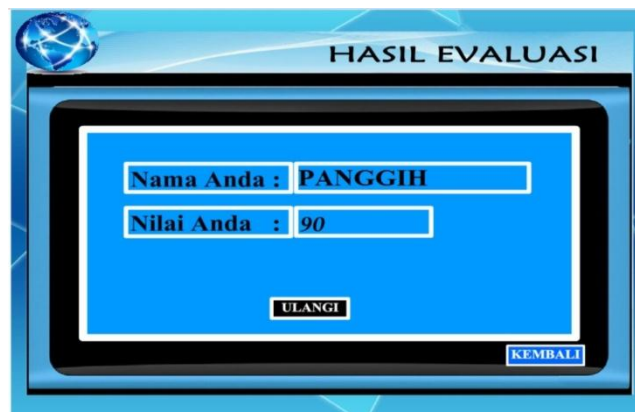 HASIL EVALUASI
Nama Anda : PANGGIH
Nilai Anda : 90
ULANGI
KEMBALI